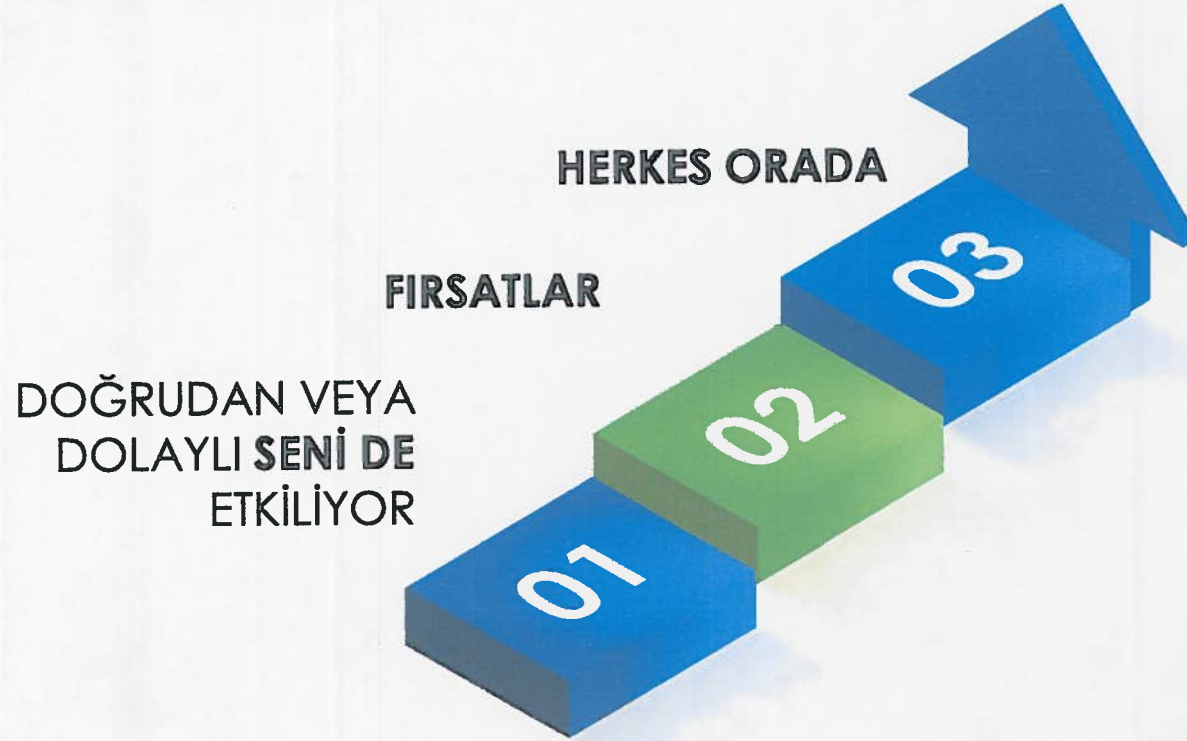 HERKES ORADA
03
FIRSATLAR
02
DOĞRUDAN VEYA
DOLAYLI SENİ DE
ETKİLİYOR
01